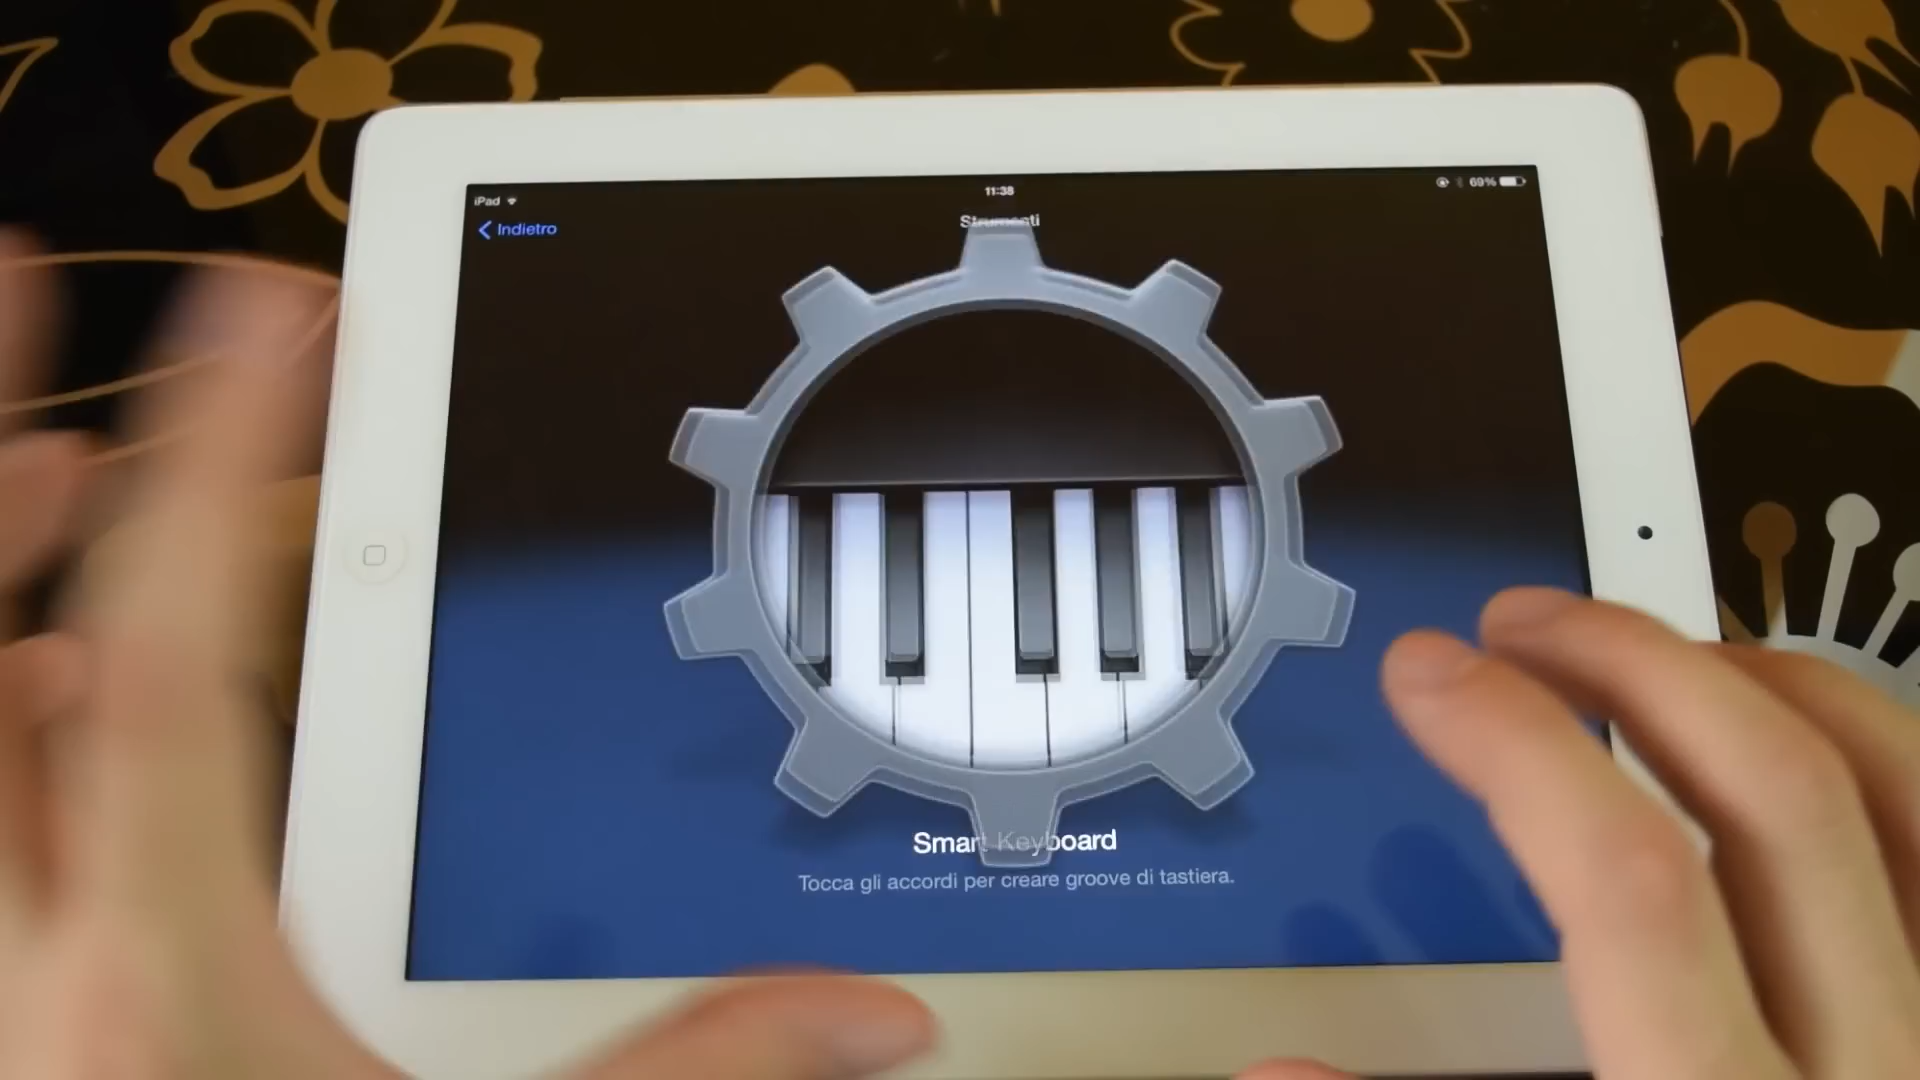 iPad
11:38
69%
Indietro
Strumenti
Smart Keyboard
Tocca gli accordi per creare groove di tastiera.